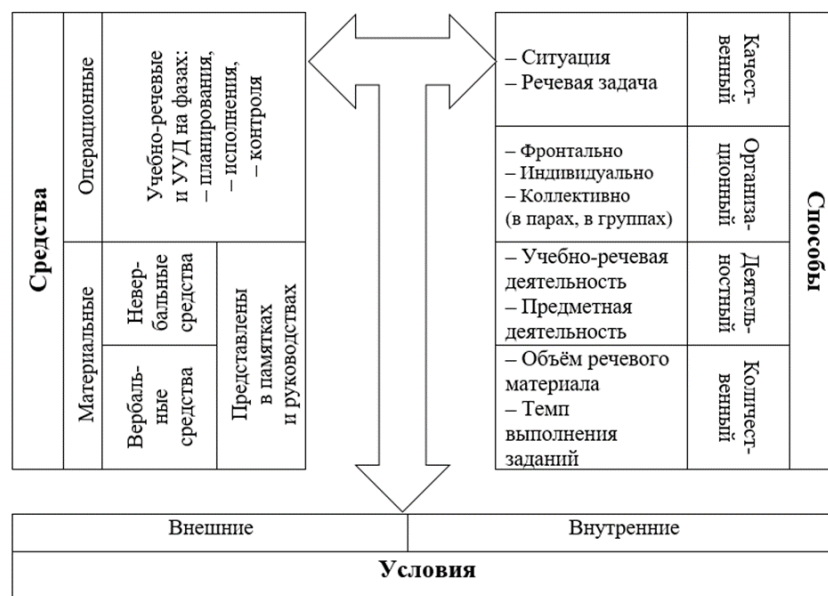 Средства
Операционные
Учебно-речевые
и УУД на фазах:
– планирования,
– исполнения,
– контроля
Материальные
Невер-
бальные
средства
Вербаль-
ные
средства
Представлены
в памятках
и руководствах
– Ситуация
– Речевая задача
Качест-
венный
– Фронтально
– Индивидуально
– Коллективно
(в парах, в группах)
Организа-
ционный
– Учебно-речевая
деятельность
– Предметная
деятельность
Деятель-
ностный
– Объём речевого
материала
– Темп
выполнения
заданий
Количест-
венный
Способы
Внешние
Внутренние
Условия